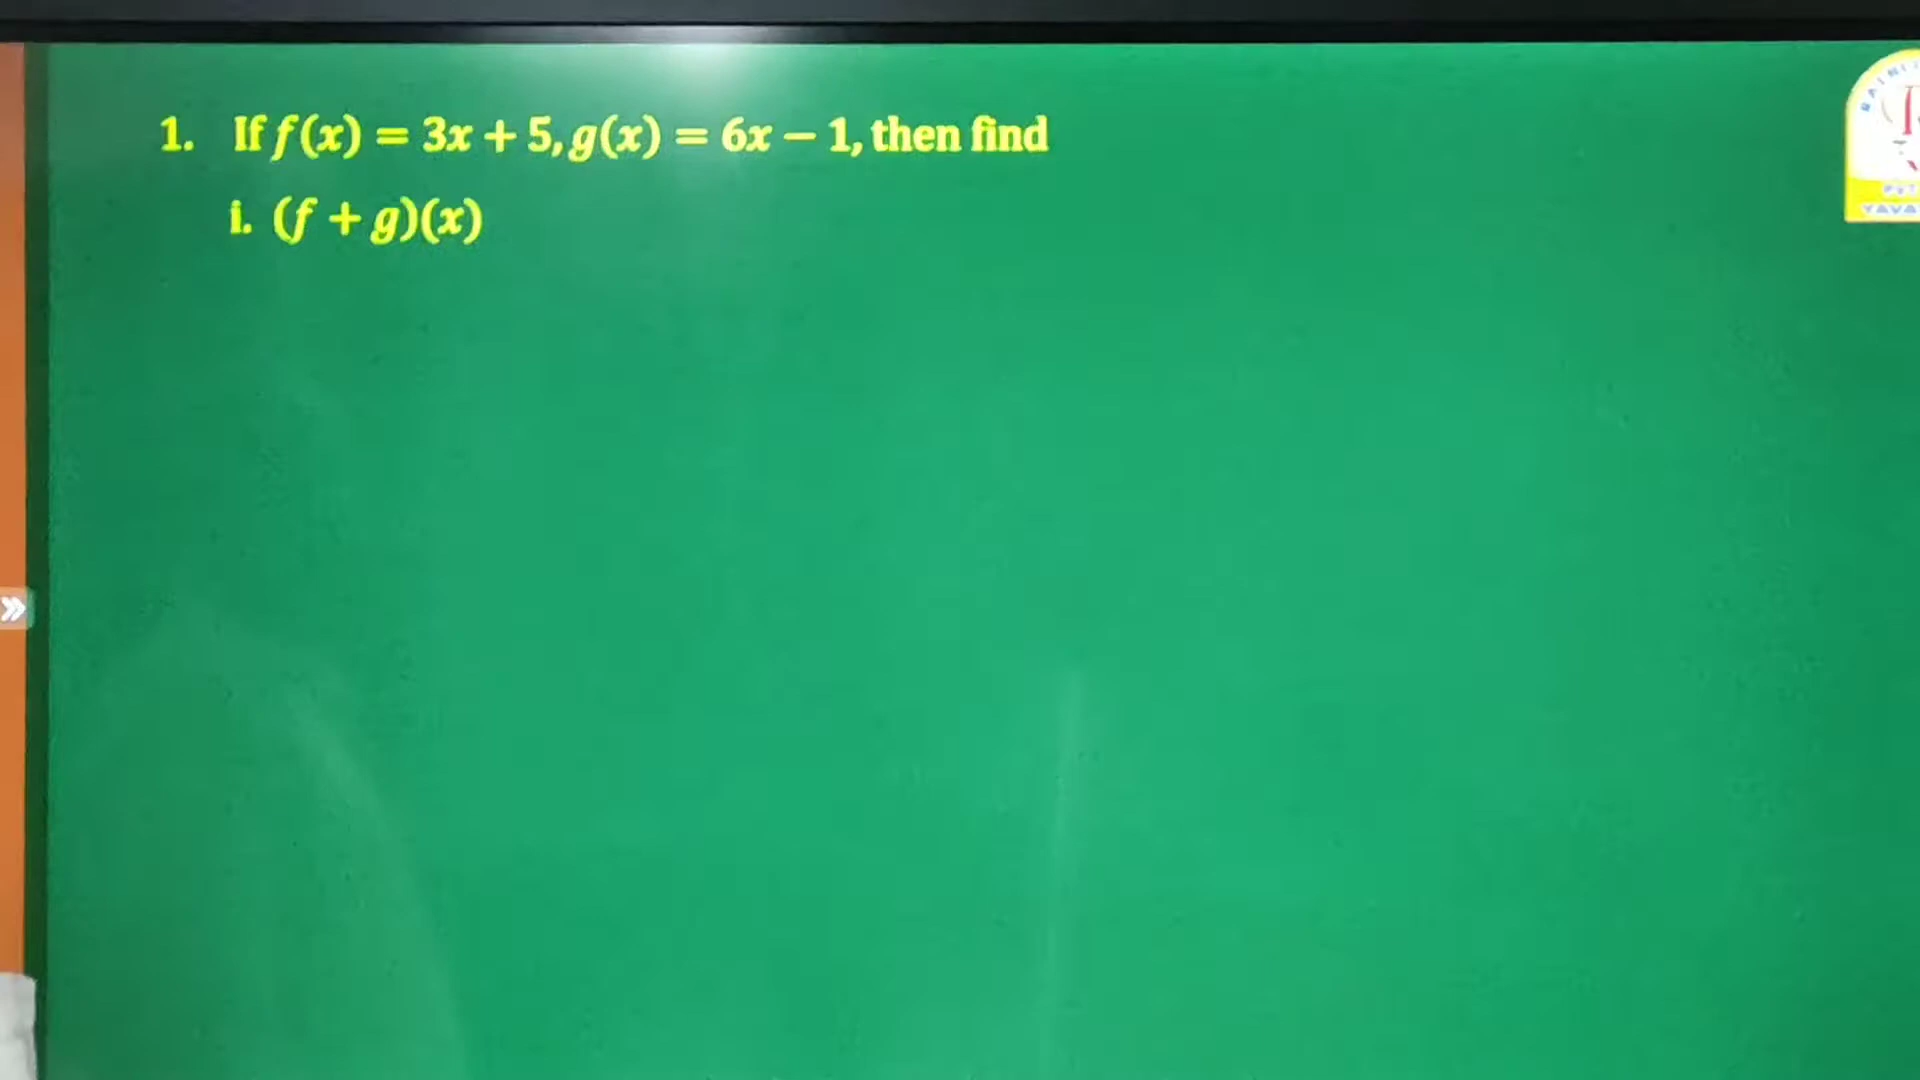 1. If f(x) = 3x + 5, g(x) = 6x − 1, then find
i. (f + g)(x)